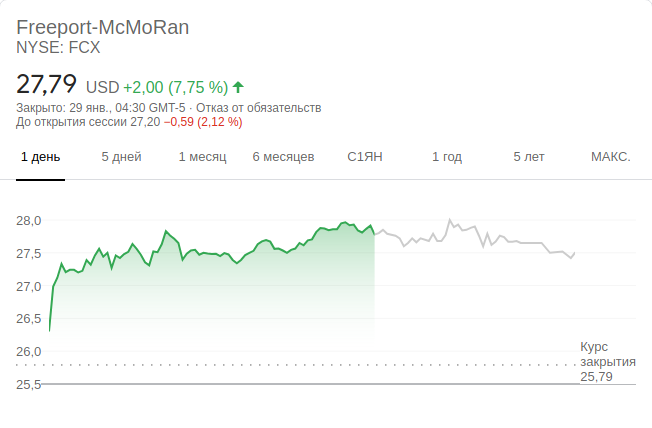 Freeport-McMoRan
NYSE: FCX
27,79 USD +2,00 (7,75 %)
Закрыто: 29 янв., 04:30 GMT-5 · Отказ от обязательств
До открытия сессии 27,20 −0,59 (2,12 %)
1 день 5 дней 1 месяц 6 месяцев С1ЯН 1 год 5 лет МАКС.
28,0
27,5
27,0
26,5
26,0
25,5
Курс
закрытия
25,79